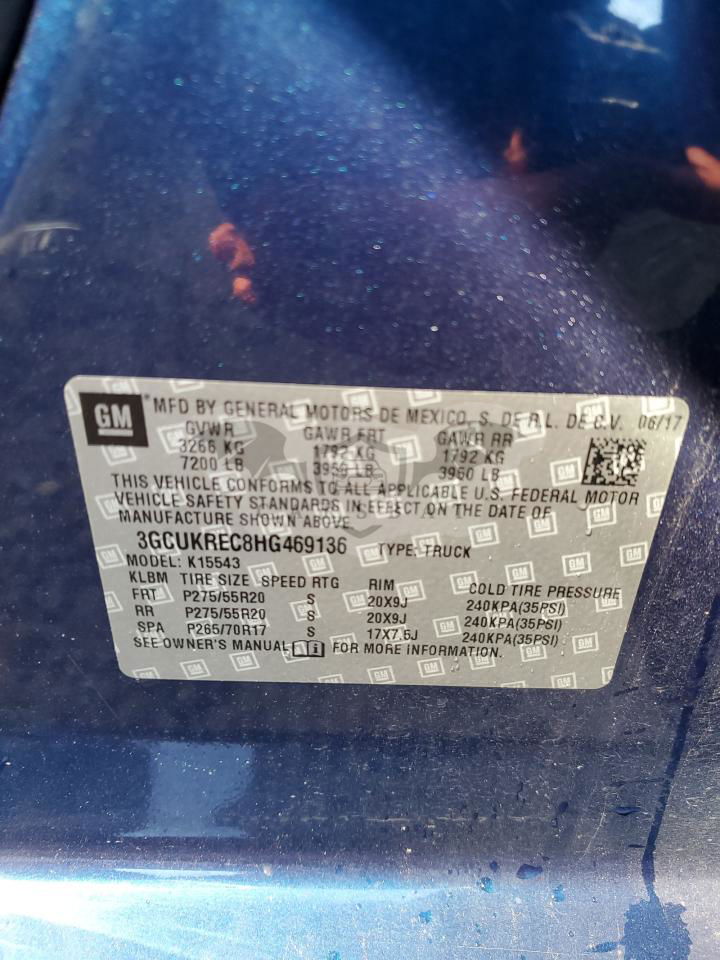 GM MFD BY GENERAL MOTORS DE MEXICO, S. DE R.L. DE C.V. 06/17
GVWR GAWR FRT GAWR RR
3266 KG 1792 KG 1792 KG
7200 LB 3950 LB 3950 LB
THIS VEHICLE CONFORMS TO ALL APPLICABLE U.S. FEDERAL MOTOR
VEHICLE SAFETY STANDARDS IN EFFECT ON THE DATE OF
MANUFACTURE SHOWN ABOVE.
3GCUKREC8HG469136 TYPE: TRUCK
MODEL: K15543
KLBM TIRE SIZE SPEED RTG RIM COLD TIRE PRESSURE
FRT P275/55R20 S 20X9J 240KPA(35PSI)
RR P275/55R20 S 20X9J 240KPA(35PSI)
SPA P265/70R17 S 17X7.5J 240KPA(35PSI)
SEE OWNER'S MANUAL FOR MORE INFORMATION.